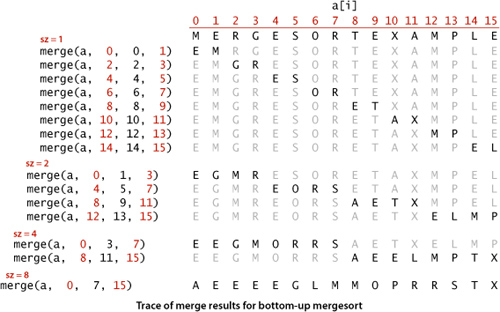 a[i]
0 1 2 3 4 5 6 7 8 9 10 11 12 13 14 15
M E R G E S O R T E X A M P L E
sz = 1
merge(a, 0, 0, 1) E M R G E S O R T E X A M P L E
merge(a, 2, 2, 3) E M G R E S O R T E X A M P L E
merge(a, 4, 4, 5) E M G R E S O R T E X A M P L E
merge(a, 6, 6, 7) E M G R E S O R T E X A M P L E
merge(a, 8, 8, 9) E M G R E S O R E T X A M P L E
merge(a, 10, 10, 11) E M G R E S O R E T A X M P L E
merge(a, 12, 12, 13) E M G R E S O R E T A X M P L E
merge(a, 14, 14, 15) E M G R E S O R E T A X M P E L
sz = 2
merge(a, 0, 1, 3) E G M R E S O R E T A X M P E L
merge(a, 4, 5, 7) E G M R E O R S E T A X M P E L
merge(a, 8, 9, 11) E G M R E O R S A E T X M P E L
merge(a, 12, 13, 15) E G M R E O R S A E T X E L M P
sz = 4
merge(a, 0, 3, 7) E E G M O R R S A E T X E L M P
merge(a, 8, 11, 15) E E G M O R R S A E E L M P T X
sz = 8
merge(a, 0, 7, 15) A E E E E G L M M O P R R S T X
Trace of merge results for bottom-up mergesort